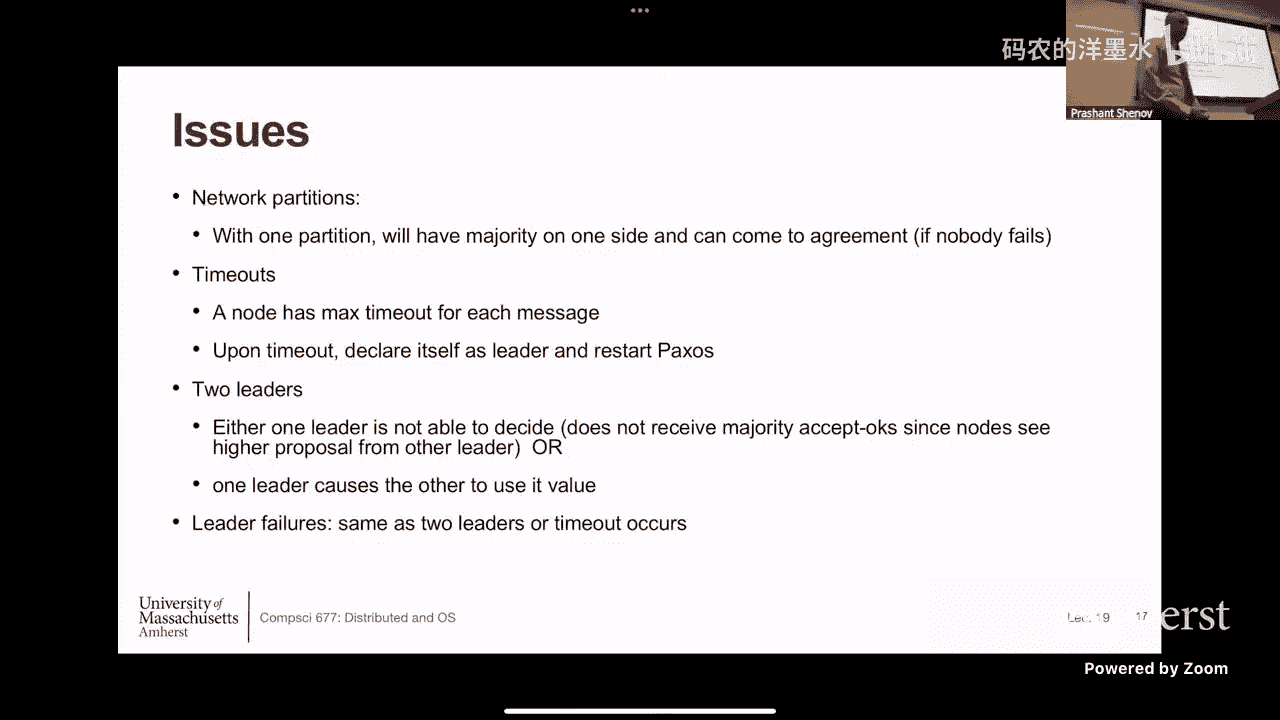 码农的洋墨水
Prashant Shenoy
Issues
• Network partitions:
• With one partition, will have majority on one side and can come to agreement (if nobody fails)
• Timeouts
• A node has max timeout for each message
• Upon timeout, declare itself as leader and restart Paxos
• Two leaders
• Either one leader is not able to decide (does not receive majority accept-oks since nodes see
higher proposal from other leader) OR
• one leader causes the other to use it value
• Leader failures: same as two leaders or timeout occurs
University of
Massachusetts
Amherst
Compsci 677: Distributed and OS
Lec. 19
17
erst
Powered by Zoom